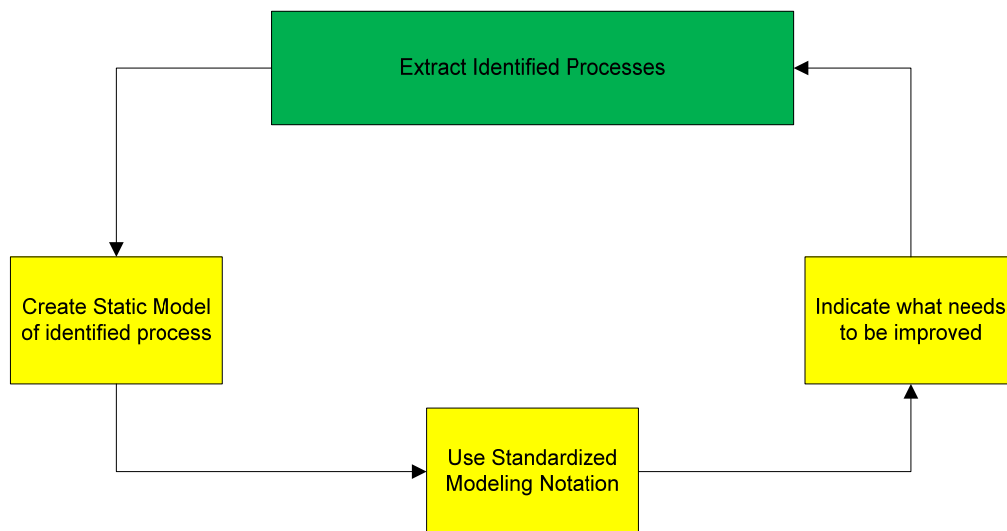 Extract Identified Processes
Create Static Model
of identified process
Indicate what needs
to be improved
Use Standardized
Modeling Notation